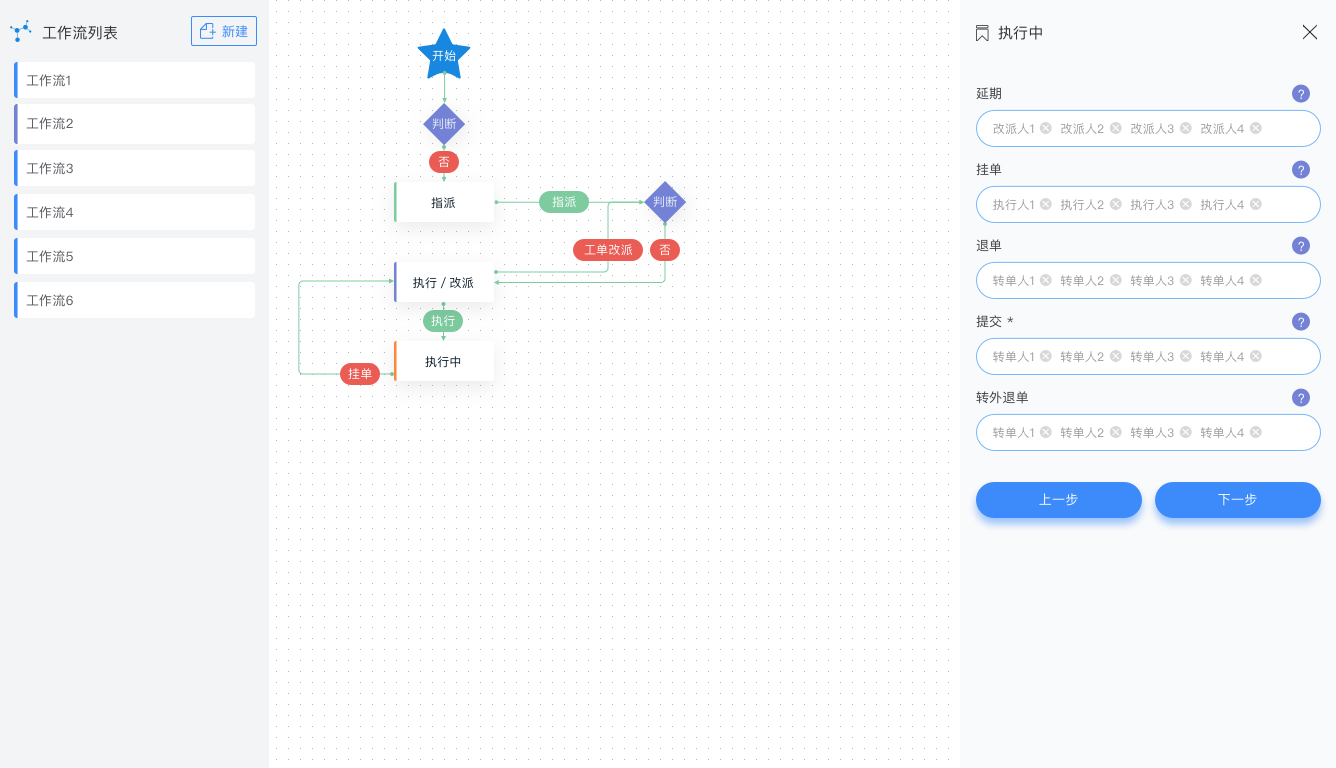 工作流列表
新建
工作流1
工作流2
工作流3
工作流4
工作流5
工作流6
开始
判断
否
指派
指派
判断
工单改派
否
执行 / 改派
执行
执行中
挂单
执行中
延期
?
改派人1 改派人2 改派人3 改派人4
挂单
?
执行人1 执行人2 执行人3 执行人4
退单
?
转单人1 转单人2 转单人3 转单人4
提交 *
?
转单人1 转单人2 转单人3 转单人4
转外退单
?
转单人1 转单人2 转单人3 转单人4
上一步
下一步